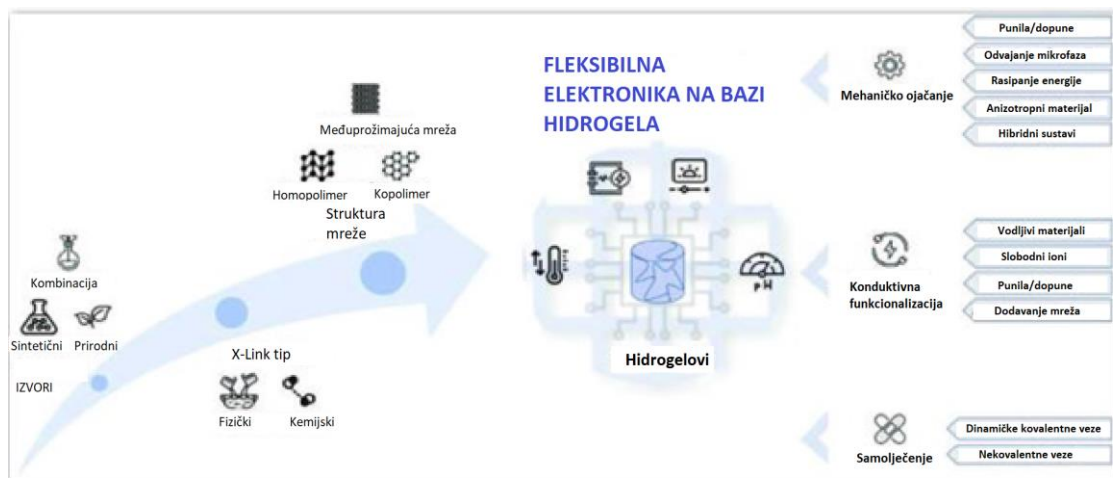 FLEKSIBILNA
ELEKTRONIKA NA BAZI
HIDROGELA
Međuprožimajuća mreža
Homopolimer
Kopolimer
Struktura
mreže
Kombinacija
Sintetični
Prirodni
IZVORI
X-Link tip
Fizički
Kemijski
pH
Hidrogelovi
Mehaničko ojačanje
Punila/dopune
Odvajanje mikrofaza
Rasipanje energije
Anizotropni materijal
Hibridni sustavi
Konduktivna
funkcionalizacija
Vodljivi materijali
Slobodni ioni
Punila/dopune
Dodavanje mreža
Samolječenje
Dinamičke kovalentne veze
Nekovalentne veze